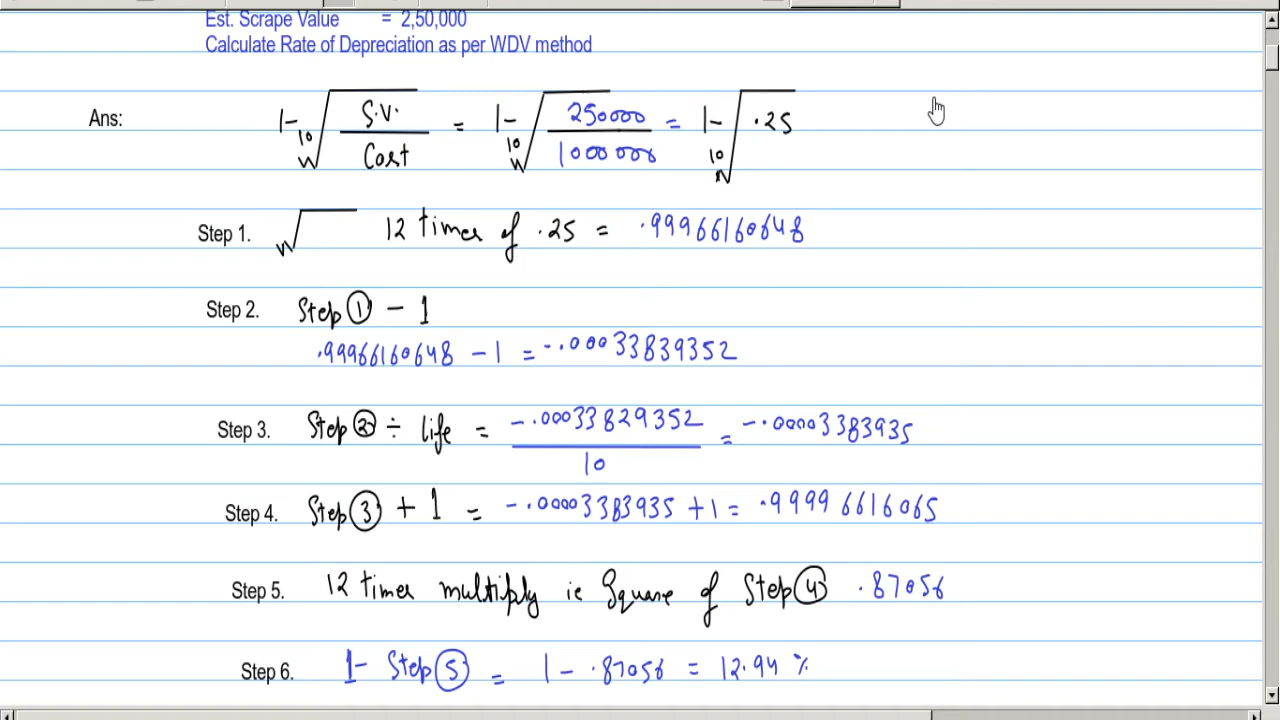 Est. Scrape Value = 2,50,000
Calculate Rate of Depreciation as per WDV method
Ans: 1- 10√ S.V. / Cost = 1- 10√ 250000 / 1000000 = 1- 10√ .25
Step 1. √ 12 times of .25 = .99966160648
Step 2. Step ① - 1
.99966160648 - 1 = -.00033839352
Step 3. Step ② ÷ life = -.00033829352 / 10 = -.00003383935
Step 4. Step ③ + 1 = -.00003383935 + 1 = .99996616065
Step 5. 12 times multiply ie Square of Step ④ .87056
Step 6. 1- Step ⑤ = 1 - .87056 = 12.94 %